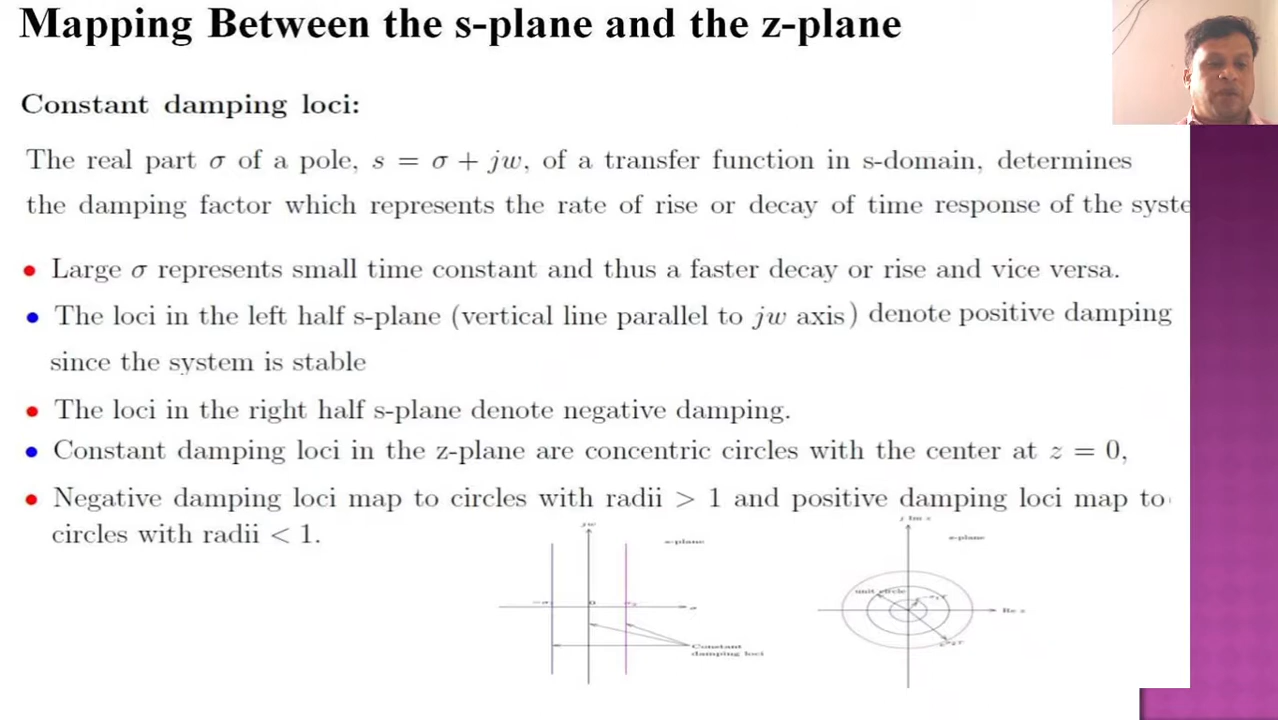 Mapping Between the s-plane and the z-plane
Constant damping loci:
The real part σ of a pole, s = σ + jw, of a transfer function in s-domain, determines
the damping factor which represents the rate of rise or decay of time response of the syste
• Large σ represents small time constant and thus a faster decay or rise and vice versa.
• The loci in the left half s-plane (vertical line parallel to jw axis) denote positive damping
since the system is stable
• The loci in the right half s-plane denote negative damping.
• Constant damping loci in the z-plane are concentric circles with the center at z = 0,
• Negative damping loci map to circles with radii > 1 and positive damping loci map to
circles with radii < 1.
jw
s-plane
0
σ
Constant
damping loci
j Im z
z-plane
unit circle
Re z